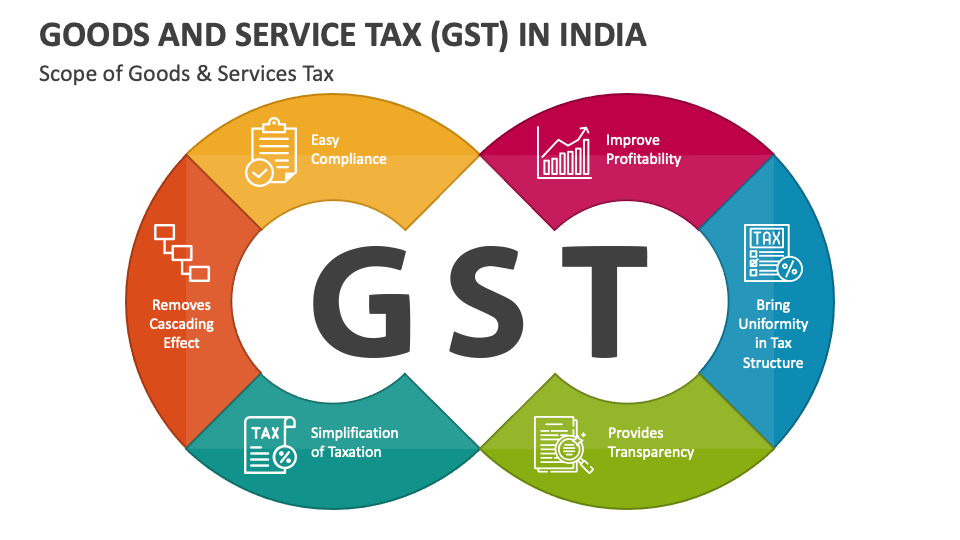 GOODS AND SERVICE TAX (GST) IN INDIA
Scope of Goods & Services Tax
Easy
Compliance
Improve
Profitability
Removes
Cascading
Effect
GST
TAX
%
Bring
Uniformity
in Tax
Structure
TAX
%
Simplification
of Taxation
Provides
Transparency